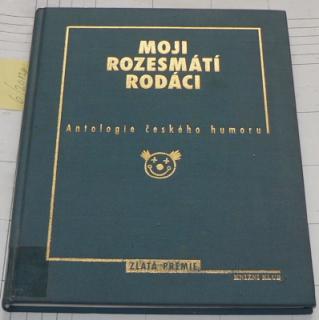 MOJI
ROZESMÁTÍ
RODÁCI
Antologie českého humoru
ZLATÁ PRÉMIE
KNIŽNÍ KLUB